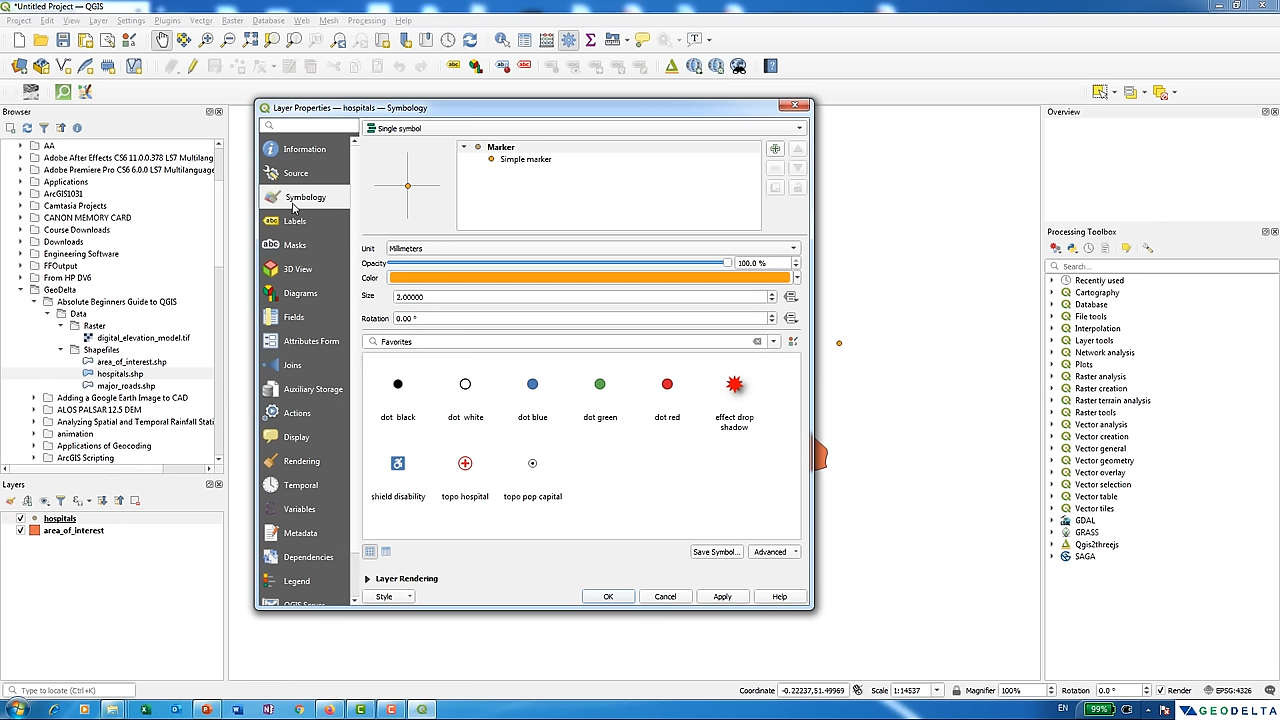 *Untitled Project — QGIS
Project Edit View Layer Settings Plugins Vector Raster Database Web Mesh Processing Help
Browser
AA
Adobe After Effects CS6 11.0.0.378 LS7 Multilang
Adobe Premiere Pro CS6 6.0.0 LS7 Multilanguage
Applications
ArcGIS1031
Camtasia Projects
CANON MEMORY CARD
Course Downloads
Downloads
Engineering Software
FFOutput
From HP DV6
GeoDelta
Absolute Beginners Guide to QGIS
Data
Raster
digital_elevation_model.tif
Shapefiles
area_of_interest.shp
hospitals.shp
major_roads.shp
Adding a Google Earth Image to CAD
ALOS PALSAR 12.5 DEM
Analyzing Spatial and Temporal Rainfall Stati
animation
Applications of Geocoding
ArcGIS Scripting
Layers
hospitals
area_of_interest
Layer Properties — hospitals — Symbology
Information
Source
Symbology
abc Labels
abc Masks
3D View
Diagrams
Fields
Attributes Form
Joins
Auxiliary Storage
Actions
Display
Rendering
Temporal
Variables
Metadata
Dependencies
Legend
QGIS Server
Single symbol
Marker
Simple marker
Unit Millimeters
Opacity 100.0 %
Color
Size 2.00000
Rotation 0.00 °
Favorites
dot black
dot white
dot blue
dot green
dot red
effect drop shadow
shield disability
topo hospital
topo pop capital
Save Symbol... Advanced
Layer Rendering
Style OK Cancel Apply Help
Overview
Processing Toolbox
Search...
Recently used
Cartography
Database
File tools
Interpolation
Layer tools
Network analysis
Plots
Raster analysis
Raster creation
Raster terrain analysis
Raster tools
Vector analysis
Vector creation
Vector general
Vector geometry
Vector overlay
Vector selection
Vector table
Vector tiles
GDAL
GRASS
Qgis2threejs
SAGA
Type to locate (Ctrl+K)
Coordinate -0.22237,51.49969 Scale 1:14537 Magnifier 100% Rotation 0.0 ° Render EPSG:4326
EN 99% GEODELTA